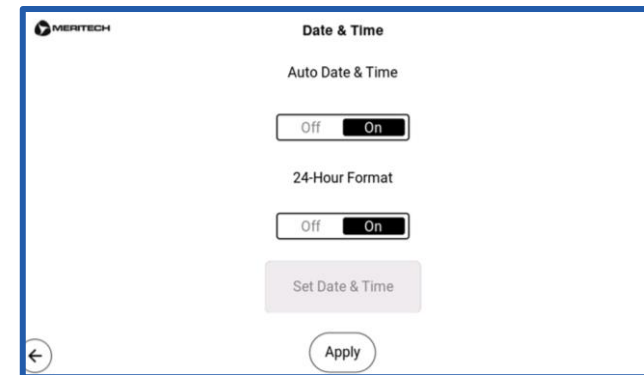 MERITECH
Date & Time
Auto Date & Time
Off On
24-Hour Format
Off On
Set Date & Time
Apply